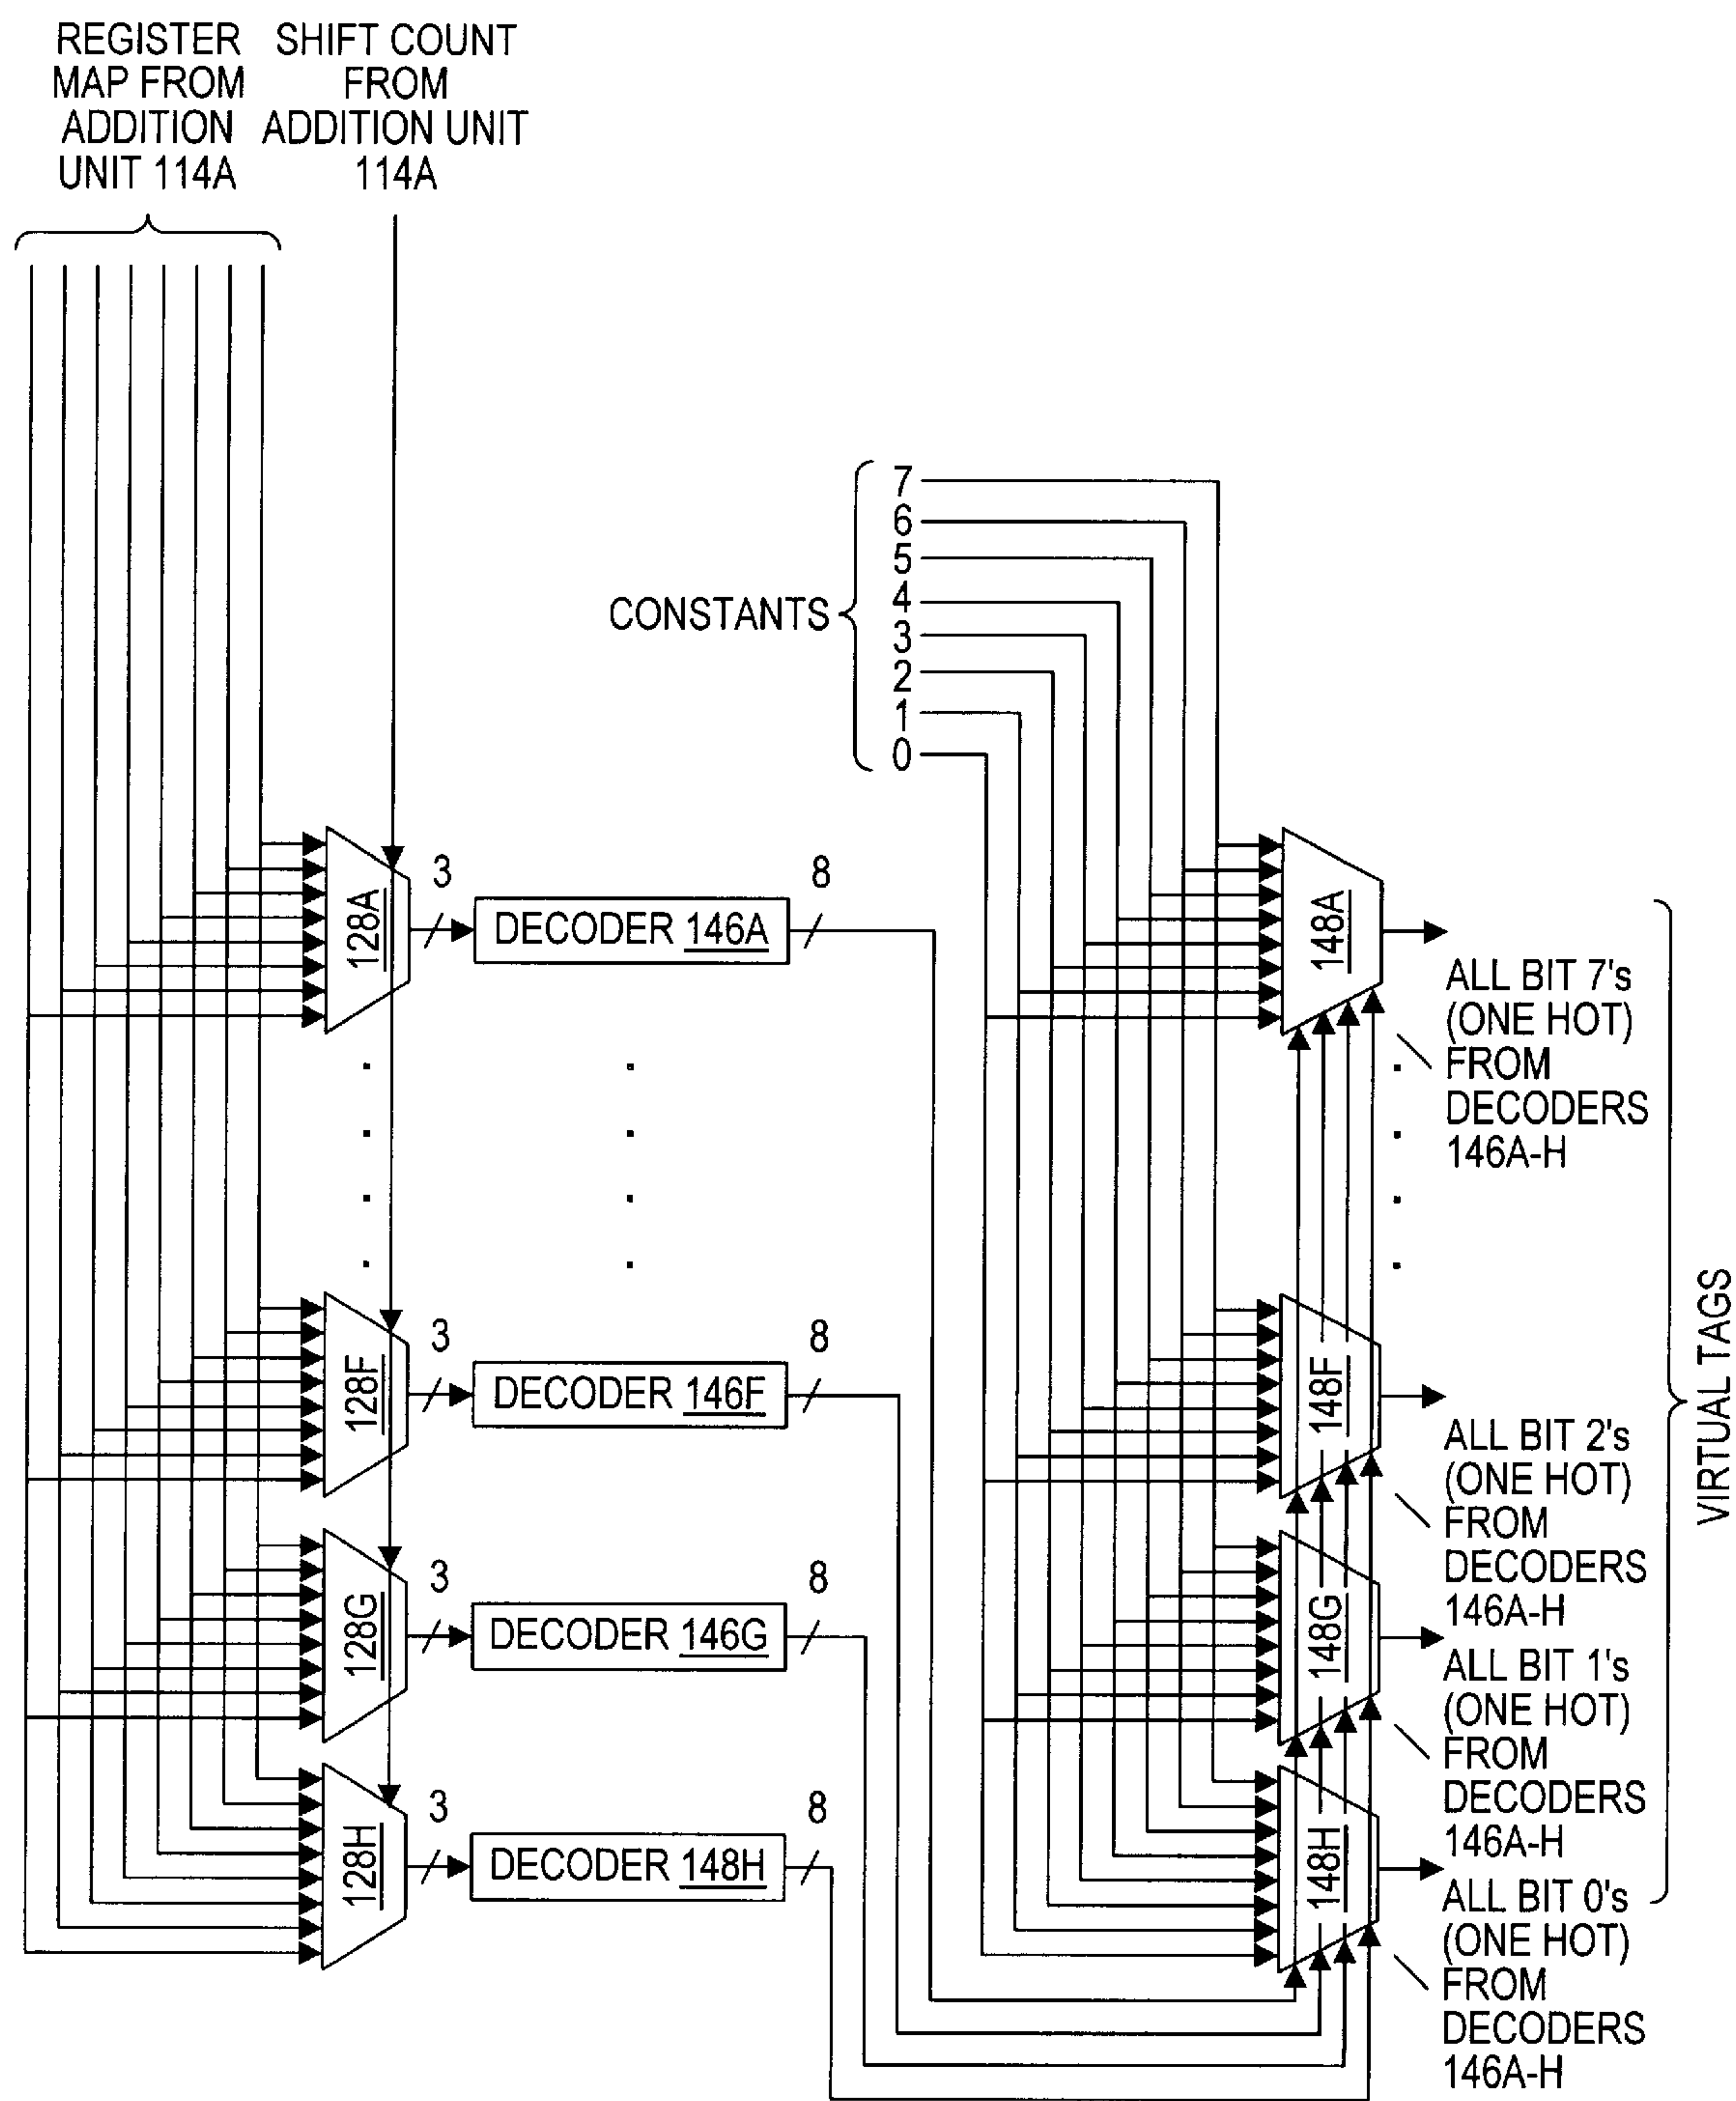 REGISTER
MAP FROM
ADDITION
UNIT 114A
SHIFT COUNT
FROM
ADDITION UNIT
114A
CONSTANTS
7
6
5
4
3
2
1
0
128A
3
DECODER 146A
8
148A
ALL BIT 7's
(ONE HOT)
FROM
DECODERS
146A-H
128F
3
DECODER 146F
8
148F
ALL BIT 2's
(ONE HOT)
FROM
DECODERS
146A-H
128G
3
DECODER 146G
8
148G
ALL BIT 1's
(ONE HOT)
FROM
DECODERS
146A-H
128H
3
DECODER 148H
8
148H
ALL BIT 0's
(ONE HOT)
FROM
DECODERS
146A-H
VIRTUAL TAGS